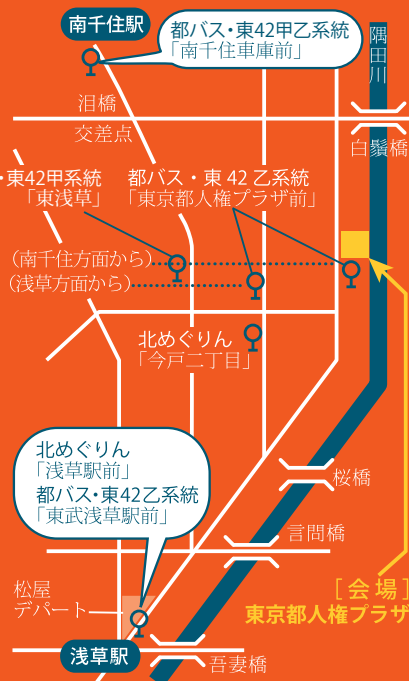 南千住駅
都バス・東42甲乙系統
「南千住車庫前」
隅田川
泪橋
交差点
白鬚橋
・東42甲系統
「東浅草」
都バス・東 42 乙系統
「東京都人権プラザ前」
（南千住方面から）
（浅草方面から）
北めぐりん
「今戸二丁目」
北めぐりん
「浅草駅前」
都バス・東42乙系統
「東武浅草駅前」
桜橋
言問橋
松屋
デパート
［会場］
東京都人権プラザ
浅草駅
吾妻橋